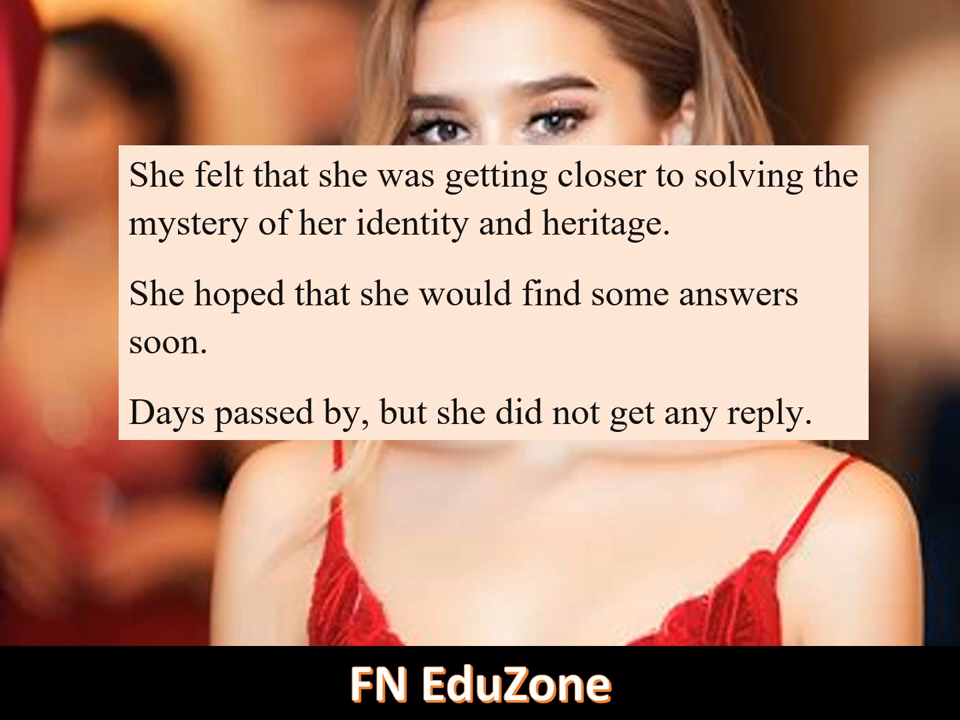 She felt that she was getting closer to solving the
mystery of her identity and heritage.
She hoped that she would find some answers
soon.
Days passed by, but she did not get any reply.
FN EduZone